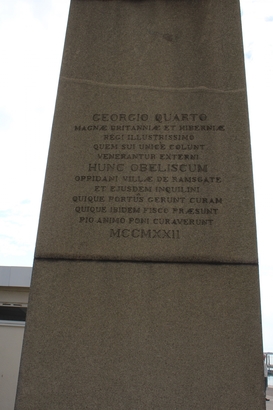 GEORGIO QUARTO
MAGNÆ BRITANNIÆ ET HIBERNIÆ
REGI ILLUSTRISSIMO
QUEM SUI UNICE COLUNT
VENERANTUR EXTERNI
HUNC OBELISCUM
OPPIDANI VILLÆ DE RAMSGATE
ET EJUSDEM INQUILINI
QUIQUE PORTUS GERUNT CURAM
QUIQUE IBIDEM FISCO PRÆSUNT
PIO ANIMO PONI CURAVERUNT